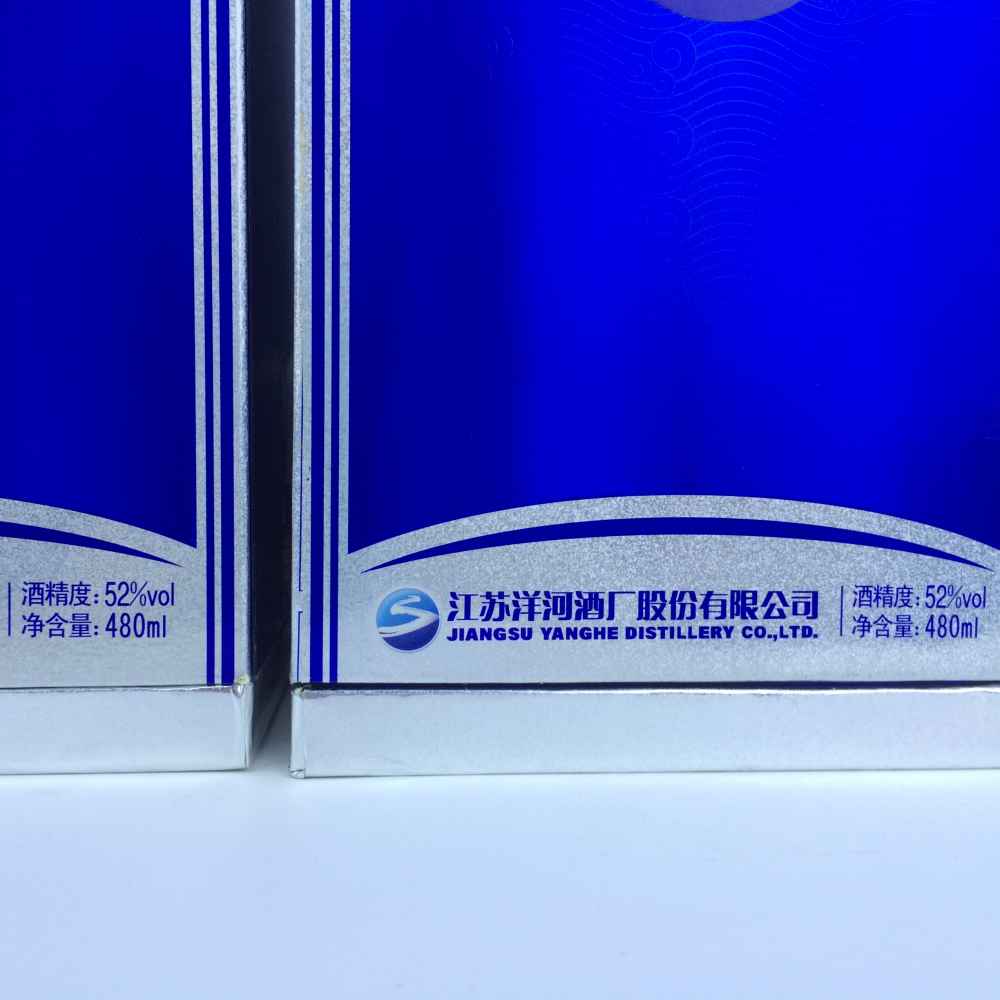 酒精度:52%vol
净含量:480ml
江苏洋河酒厂股份有限公司
JIANGSU YANGHE DISTILLERY CO.,LTD.
酒精度:52%vol
净含量:480ml